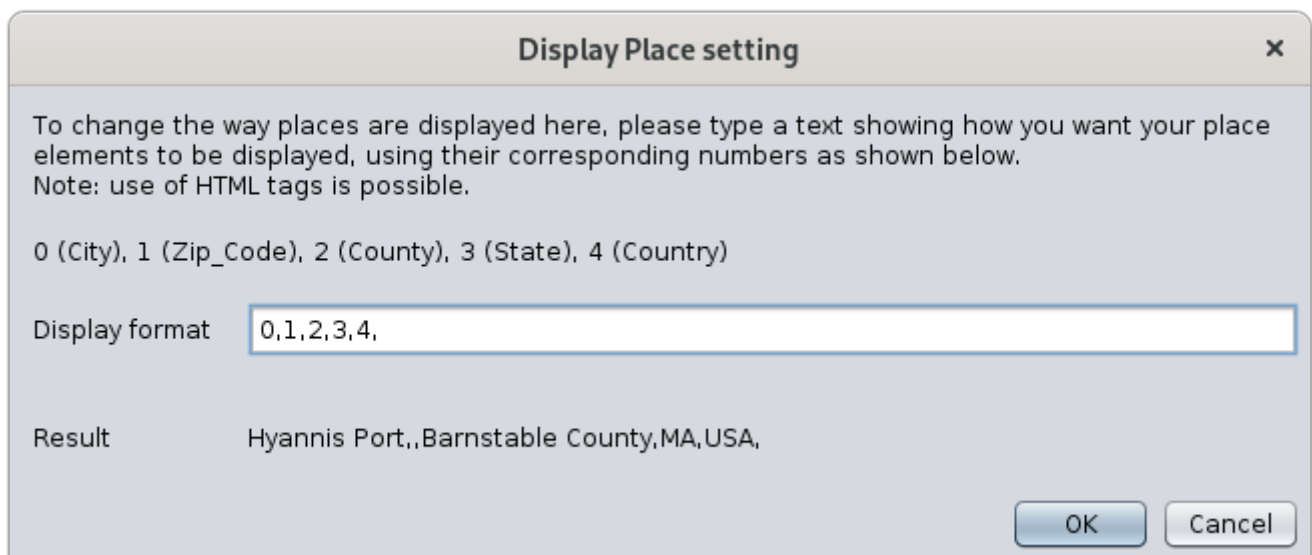 Display Place setting
To change the way places are displayed here, please type a text showing how you want your place
elements to be displayed, using their corresponding numbers as shown below.
Note: use of HTML tags is possible.
0 (City), 1 (Zip_Code), 2 (County), 3 (State), 4 (Country)
Display format 0,1,2,3,4,
Result Hyannis Port,,Barnstable County,MA,USA,
OK Cancel